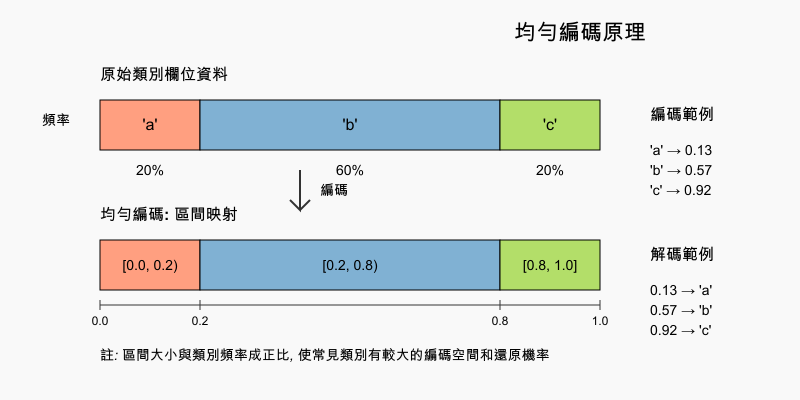 均勻編碼原理
原始類別欄位資料
頻率
'a'
'b'
'c'
20%
60%
20%
編碼
編碼範例
'a' → 0.13
'b' → 0.57
'c' → 0.92
均勻編碼: 區間映射
[0.0, 0.2)
[0.2, 0.8)
[0.8, 1.0]
0.0
0.2
0.8
1.0
解碼範例
0.13 → 'a'
0.57 → 'b'
0.92 → 'c'
註: 區間大小與類別頻率成正比, 使常見類別有較大的編碼空間和還原機率